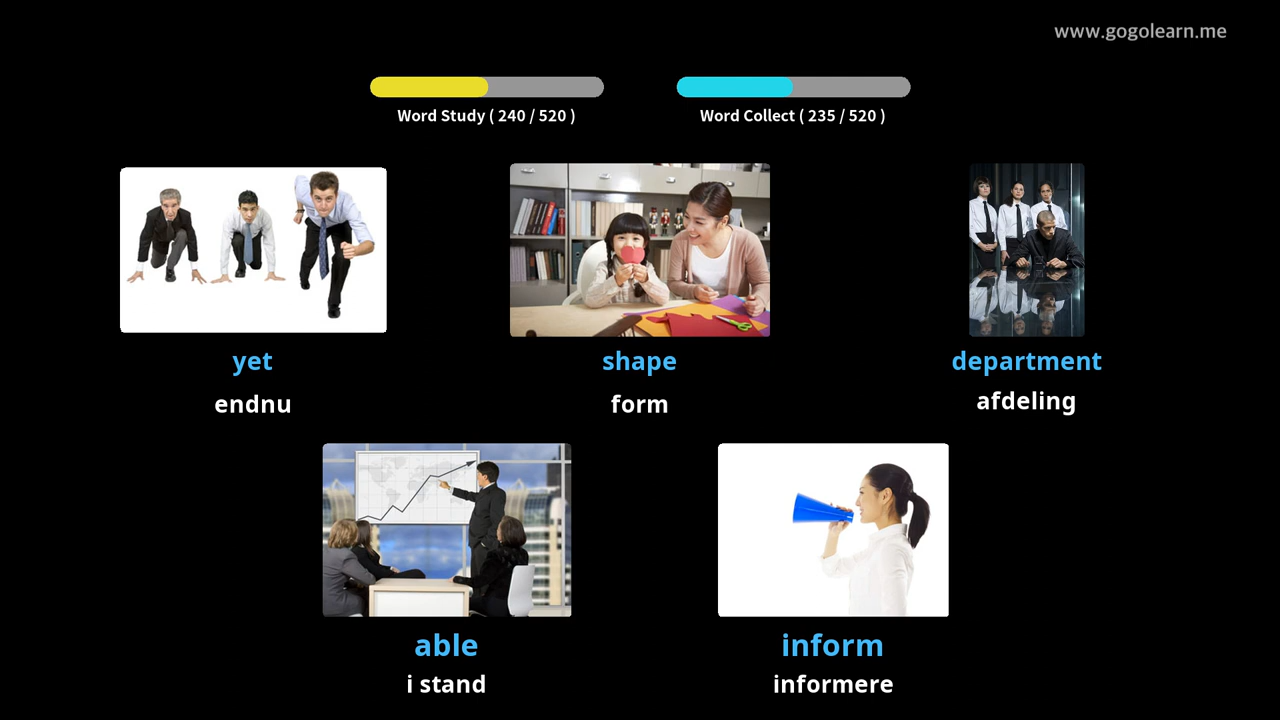 www.gogolearn.me
Word Study ( 240 / 520 )
Word Collect ( 235 / 520 )
yet
endnu
shape
form
department
afdeling
able
i stand
inform
informere